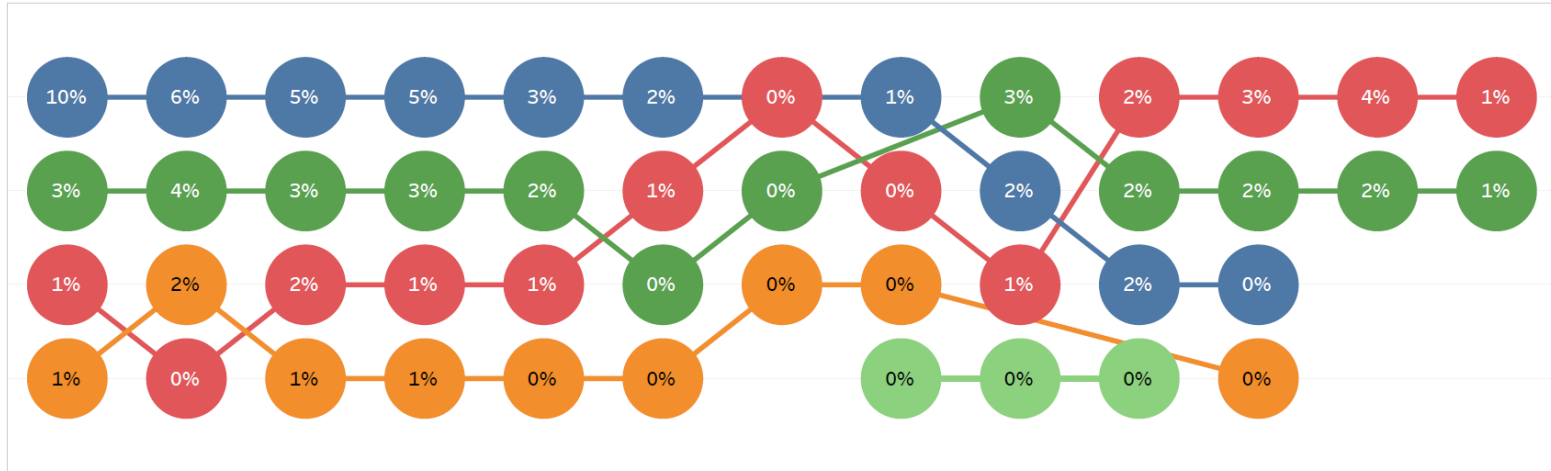 10% 6% 5% 5% 3% 2% 0% 1% 3% 2% 3% 4% 1%
3% 4% 3% 3% 2% 1% 0% 0% 2% 2% 2% 2% 1%
1% 2% 2% 1% 1% 0% 0% 0% 1% 2% 0%
1% 0% 1% 1% 0% 0% 0% 0% 0% 0%